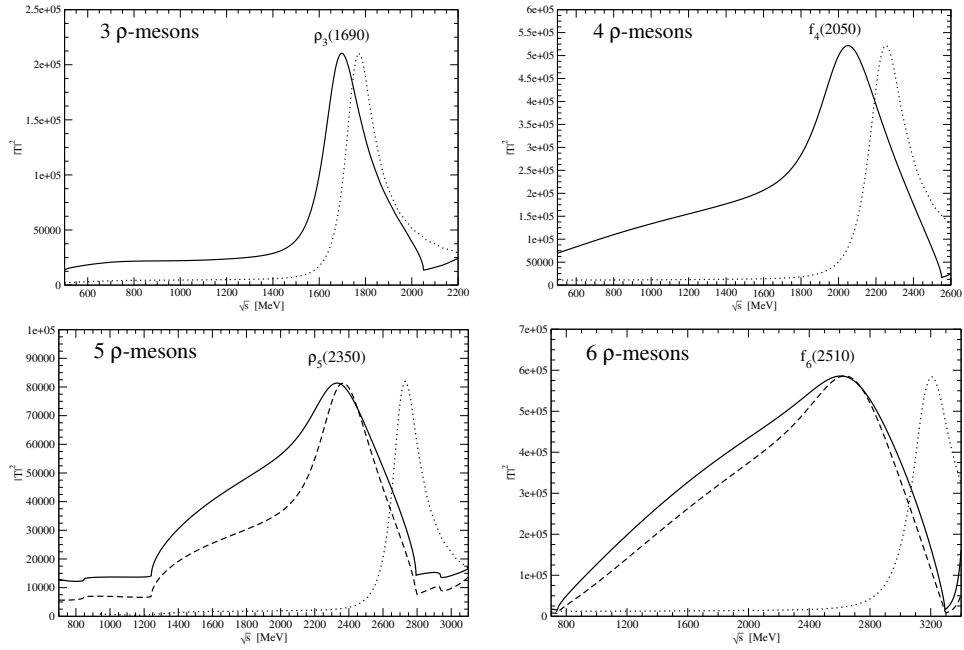 3 ρ-mesons
ρ₃(1690)
2e+05
1.5e+05
1e+05
50000
0
|T|²
600 800 1000 1200 1400 1600 1800 2000 2200
√s [MeV]
4 ρ-mesons
f₄(2050)
6e+05
5.5e+05
5e+05
4.5e+05
4e+05
3.5e+05
3e+05
2.5e+05
2e+05
1.5e+05
1e+05
50000
0
|T|²
600 800 1000 1200 1400 1600 1800 2000 2200 2400 2600
√s [MeV]
5 ρ-mesons
ρ₅(2350)
1e+05
90000
80000
70000
60000
50000
40000
30000
20000
10000
0
|T|²
800 1000 1200 1400 1600 1800 2000 2200 2400 2600 2800 3000
√s [MeV]
6 ρ-mesons
f₆(2510)
7e+05
6e+05
5e+05
4e+05
3e+05
2e+05
1e+05
0
|T|²
800 1200 1600 2000 2400 2800 3200
√s [MeV]